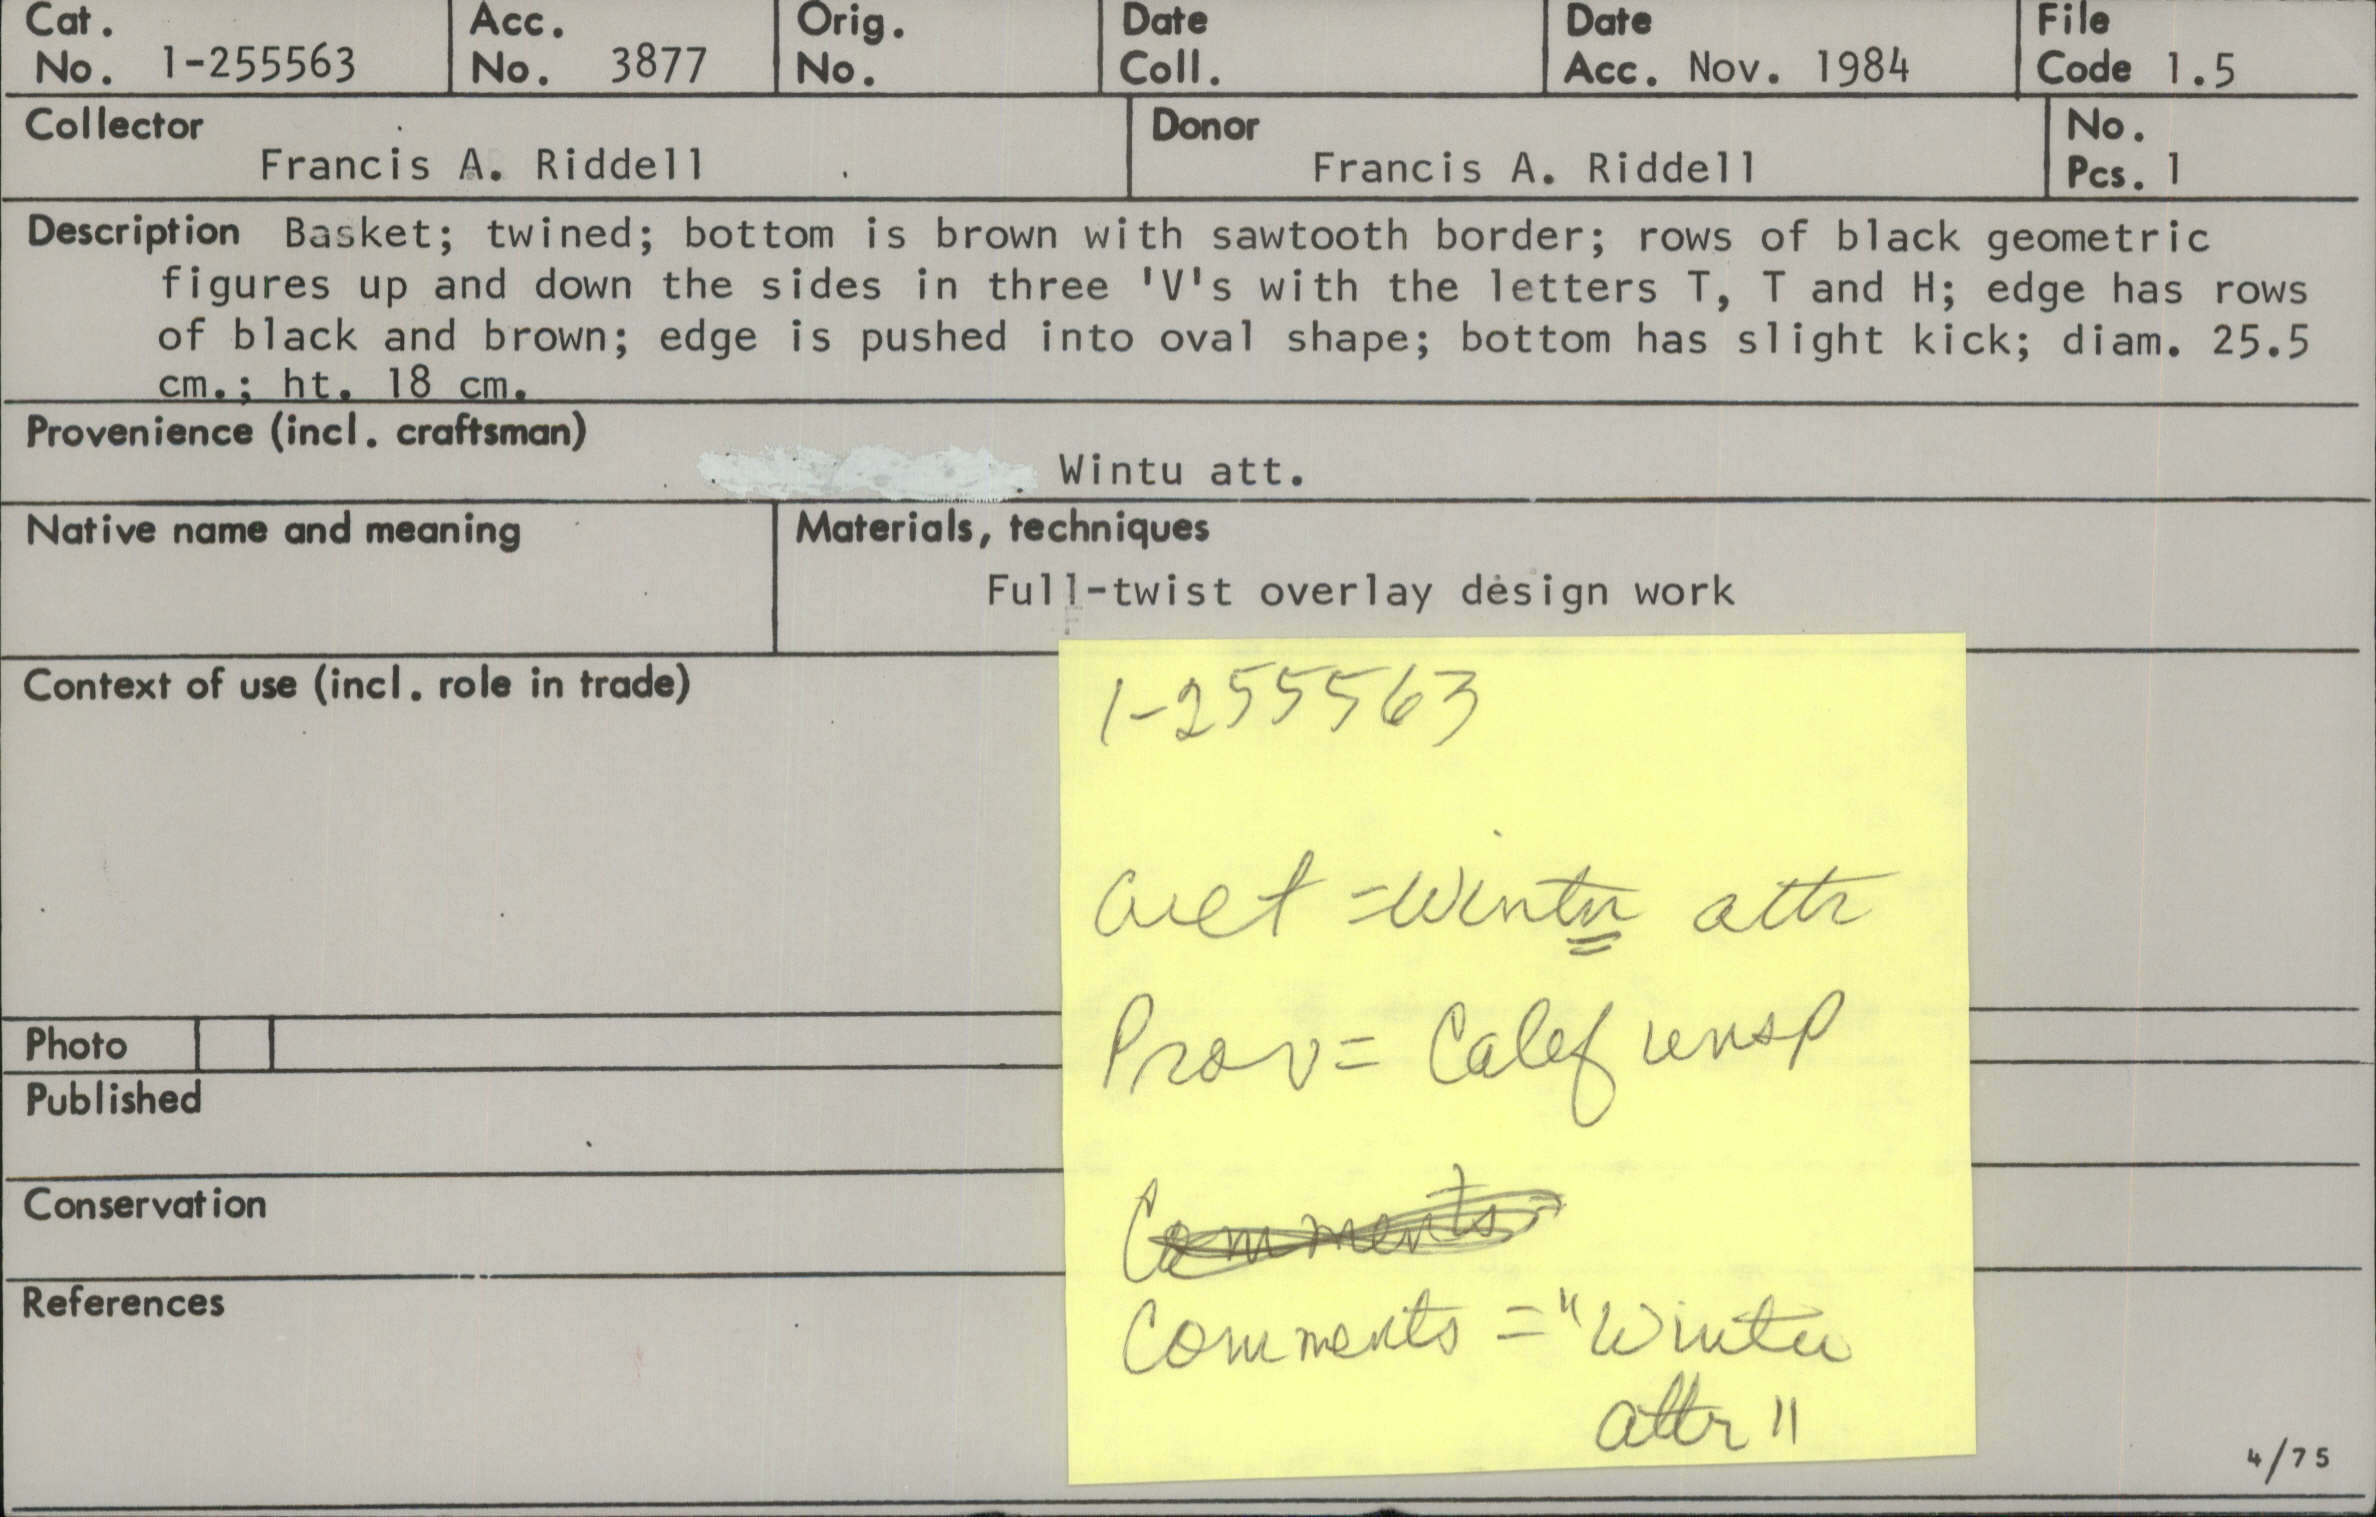 Cat. No. 1-255563
Acc. No. 3877
Orig. No.
Date Coll.
Date Acc. Nov. 1984
File Code 1.5
Collector
Francis A. Riddell
Donor
Francis A. Riddell
No. Pcs. 1
Description Basket; twined; bottom is brown with sawtooth border; rows of black geometric
figures up and down the sides in three 'V's with the letters T, T and H; edge has rows
of black and brown; edge is pushed into oval shape; bottom has slight kick; diam. 25.5
cm.; ht. 18 cm.
Provenience (incl. craftsman)
Wintu att.
Native name and meaning
Materials, techniques
Full-twist overlay design work
Context of use (incl. role in trade)
Photo
Published
Conservation
References
1-255563
= Wintu attr
Prov = Calif unsp
Comments
Comments = "Wintu
attr"
4/75